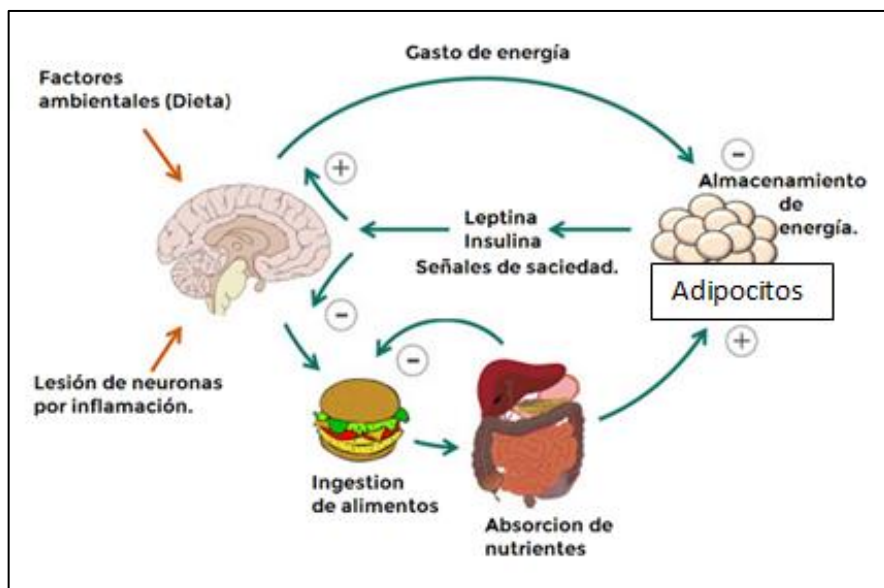 Gasto de energía
Factores
ambientales (Dieta)
+
-
Almacenamiento
de
energía.
Leptina
Insulina
Señales de saciedad.
Adipocitos
-
-
+
Lesión de neuronas
por inflamación.
Ingestion
de alimentos
Absorcion de
nutrientes